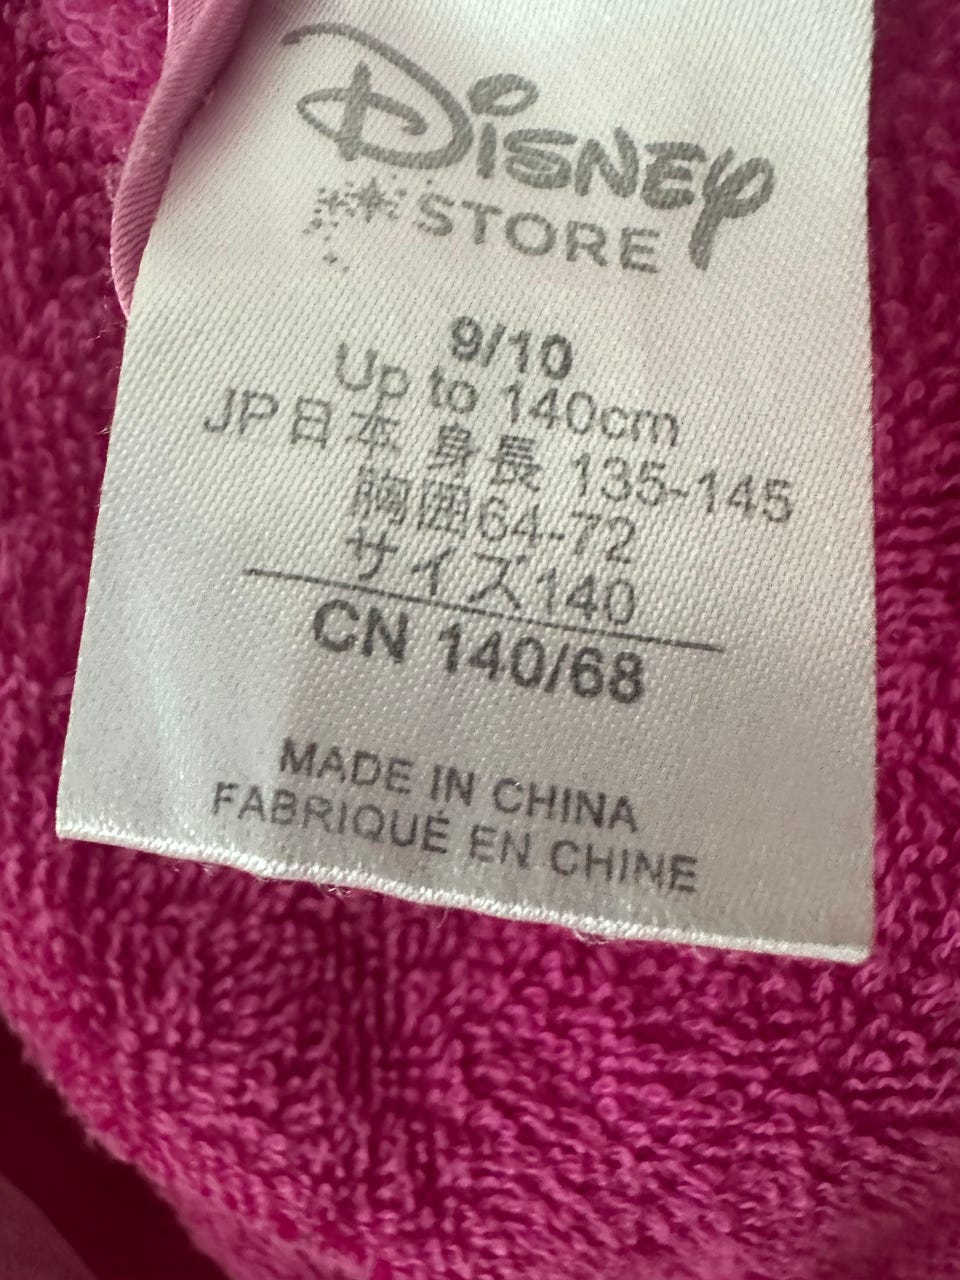 Disney
STORE
9/10
Up to 140cm
JP日本 身長 135-145
胸囲64-72
サイズ140
CN 140/68
MADE IN CHINA
FABRIQUÉ EN CHINE